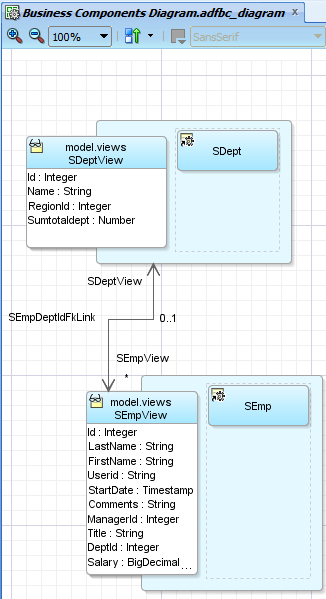 Business Components Diagram.adfbc_diagram x
100% SansSerif
model.views
SDeptView
SDept
Id : Integer
Name : String
RegionId : Integer
Sumtotaldept : Number
SDeptView
SEmpDeptIdFkLink
0..1
SEmpView
*
model.views
SEmpView
SEmp
Id : Integer
LastName : String
FirstName : String
Userid : String
StartDate : Timestamp
Comments : String
ManagerId : Integer
Title : String
DeptId : Integer
Salary : BigDecimal ...